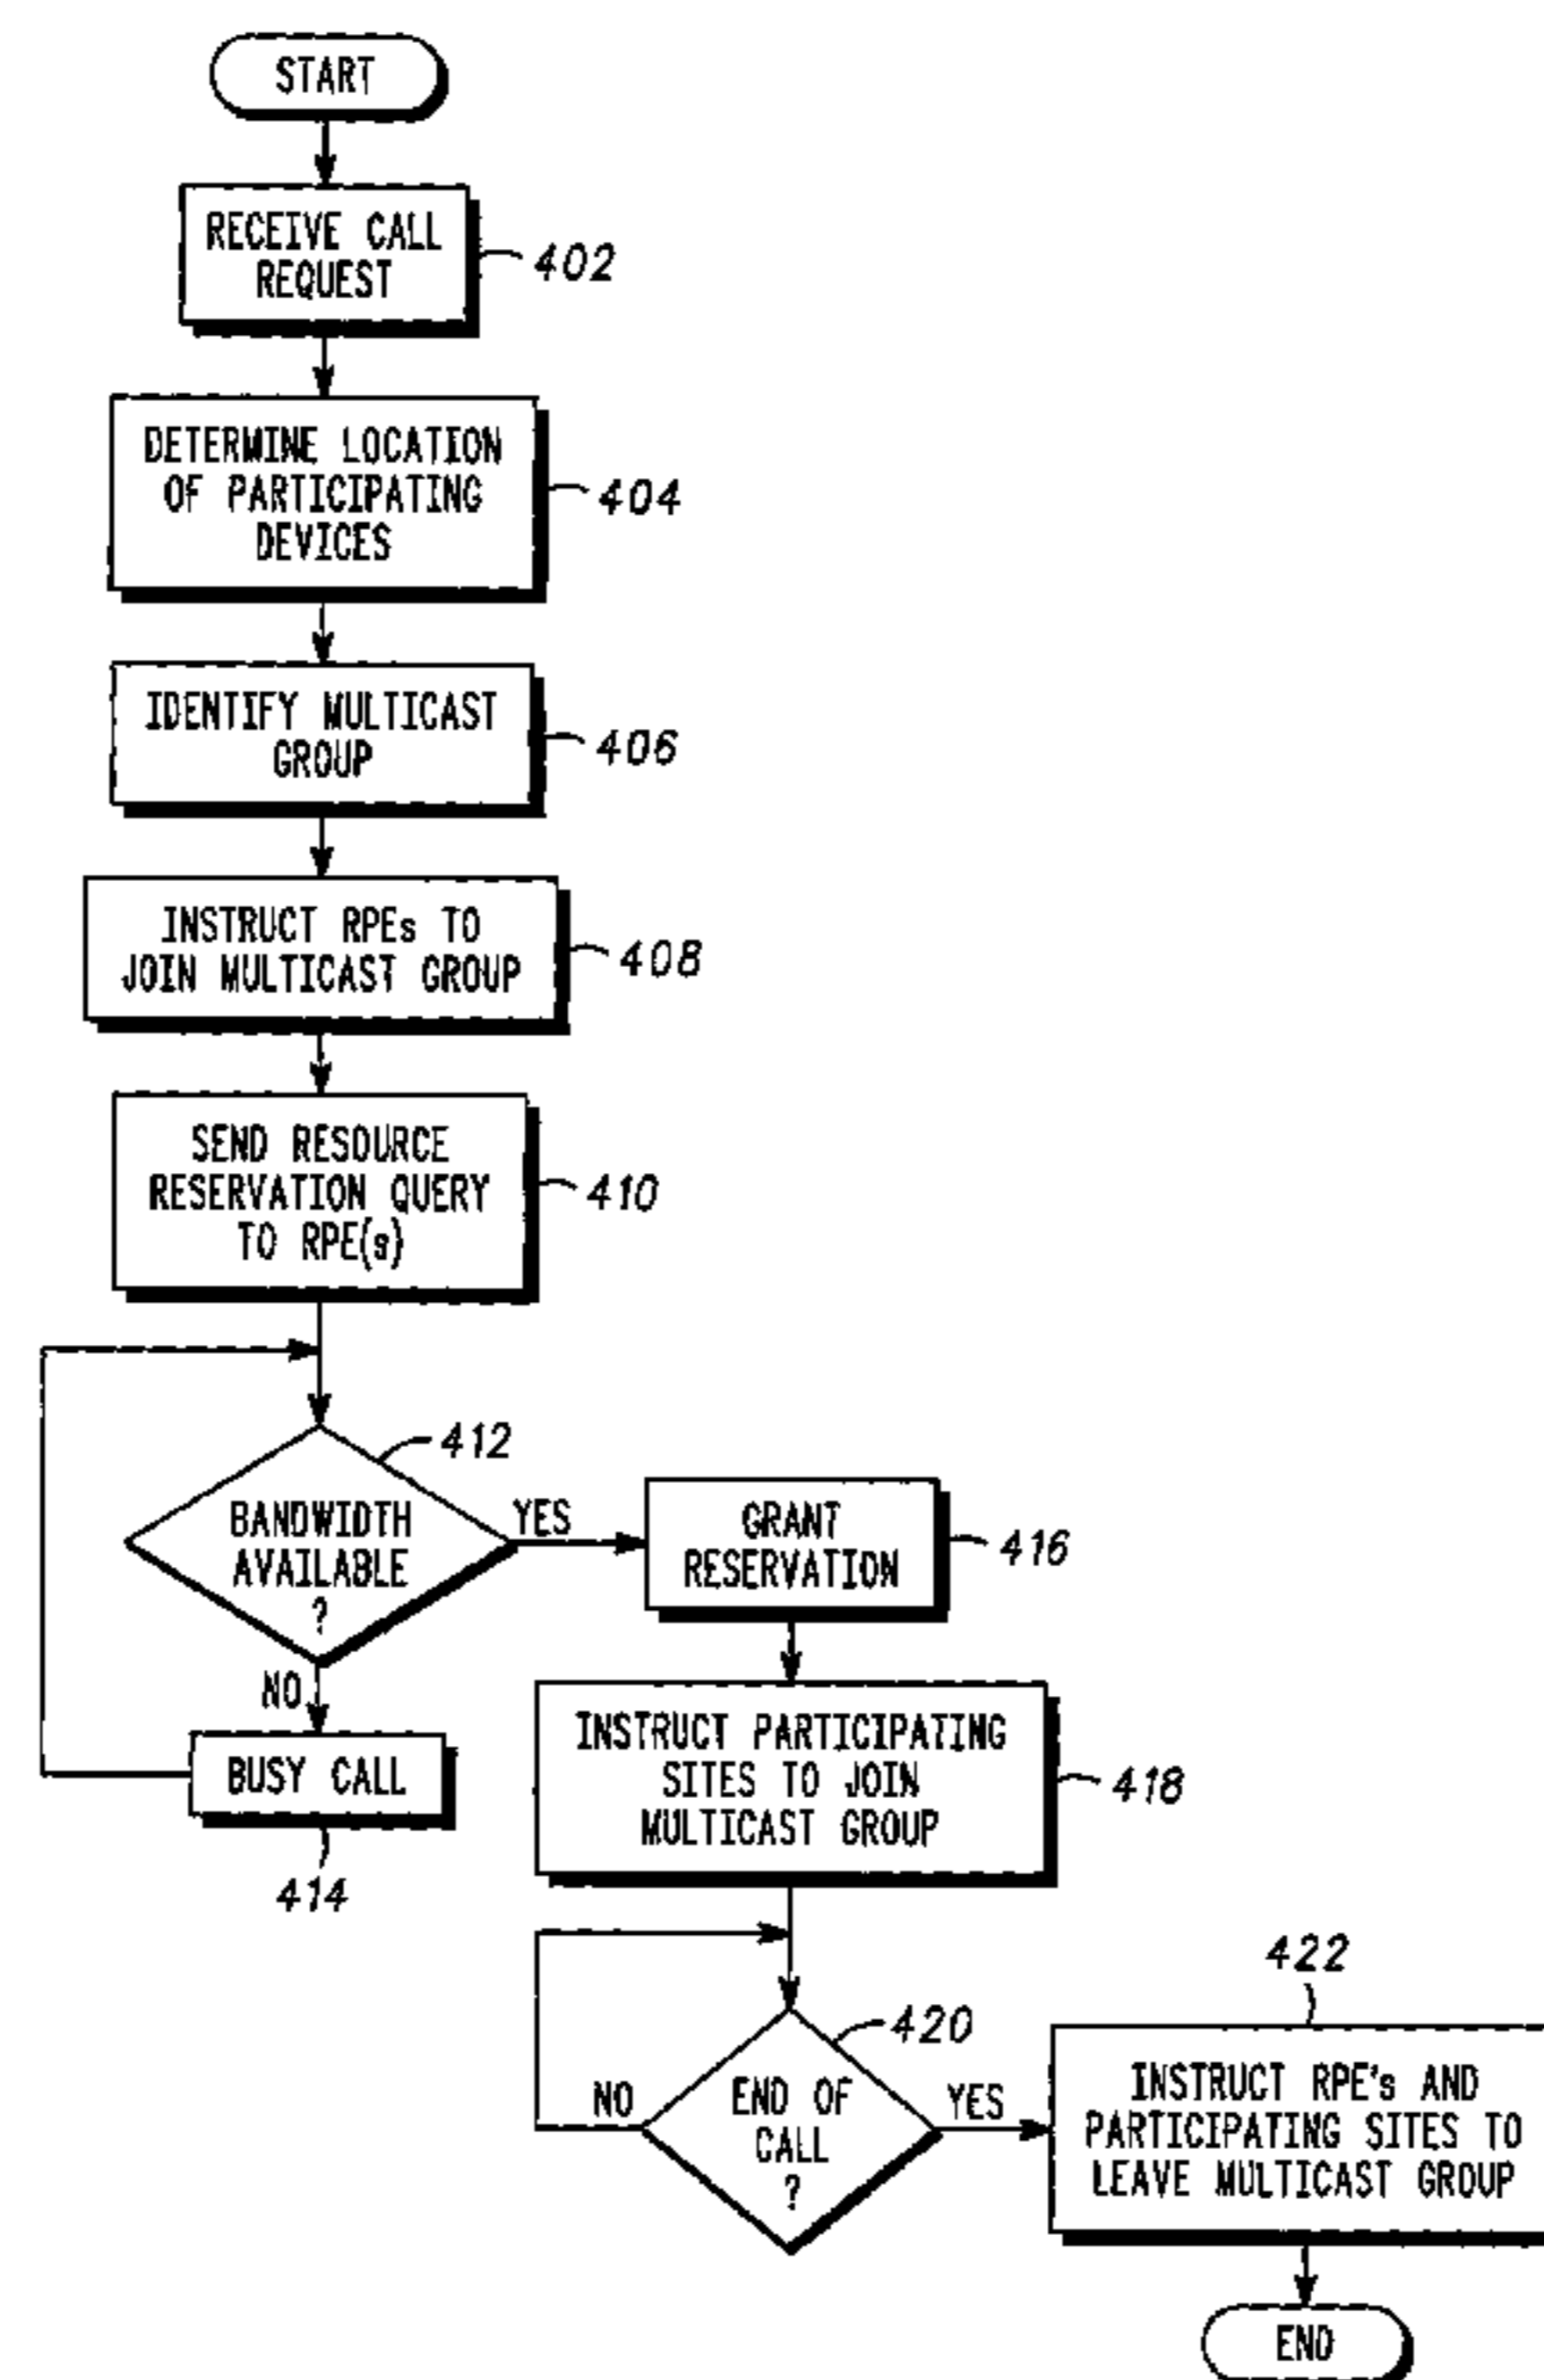 START
RECEIVE CALL
REQUEST
402
DETERMINE LOCATION
OF PARTICIPATING
DEVICES
404
IDENTIFY MULTICAST
GROUP
406
INSTRUCT RPEs TO
JOIN MULTICAST GROUP
408
SEND RESOURCE
RESERVATION QUERY
TO RPE(s)
410
412
BANDWIDTH
AVAILABLE
?
YES
NO
BUSY CALL
414
GRANT
RESERVATION
416
INSTRUCT PARTICIPATING
SITES TO JOIN
MULTICAST GROUP
418
420
END OF
CALL
?
NO
YES
422
INSTRUCT RPE's AND
PARTICIPATING SITES TO
LEAVE MULTICAST GROUP
END